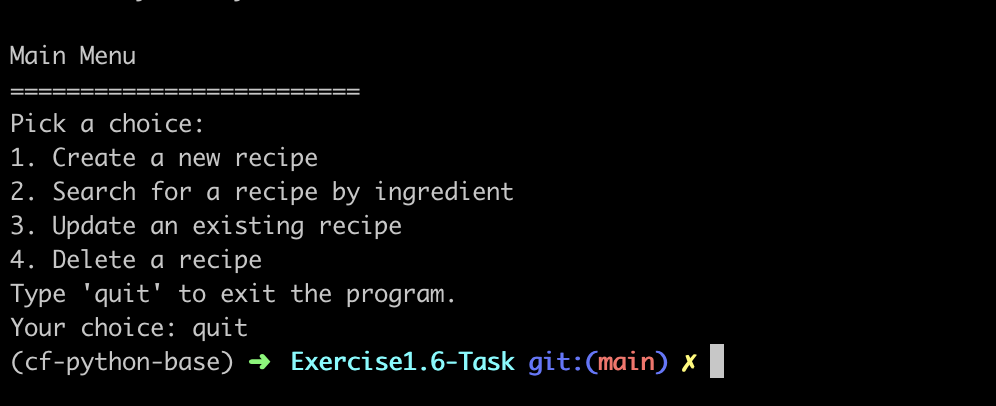 Main Menu
=========================
Pick a choice:
1. Create a new recipe
2. Search for a recipe by ingredient
3. Update an existing recipe
4. Delete a recipe
Type 'quit' to exit the program.
Your choice: quit
(cf-python-base) ➜ Exercise1.6-Task git:(main) ✗